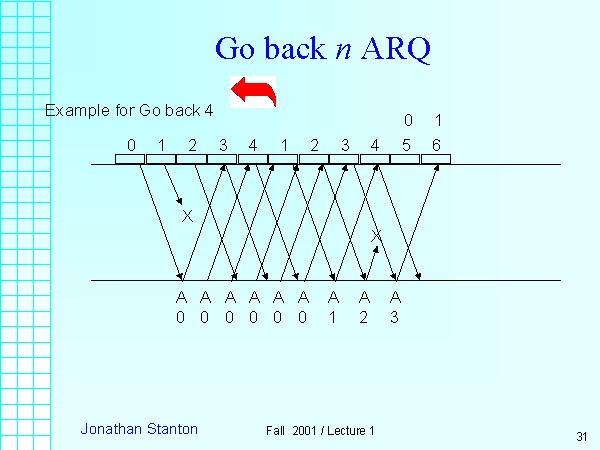 Go back n ARQ
Example for Go back 4
0 1
0 1 2 3 4 1 2 3 4 5 6
X
X
A A A A A A A A A
0 0 0 0 0 0 1 2 3
Jonathan Stanton
Fall 2001 / Lecture 1
31